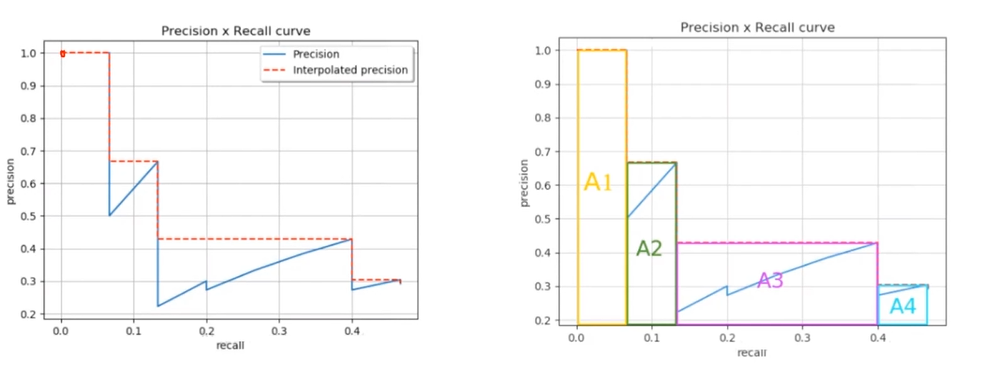 Precision x Recall curve
Precision
Interpolated precision
precision
1.0
0.9
0.8
0.7
0.6
0.5
0.4
0.3
0.2
0.0
0.1
0.2
0.3
0.4
recall
Precision x Recall curve
precision
1.0
0.9
0.8
0.7
0.6
0.5
0.4
0.3
0.2
A1
A2
A3
A4
0.0
0.1
0.2
0.3
0.4
recall